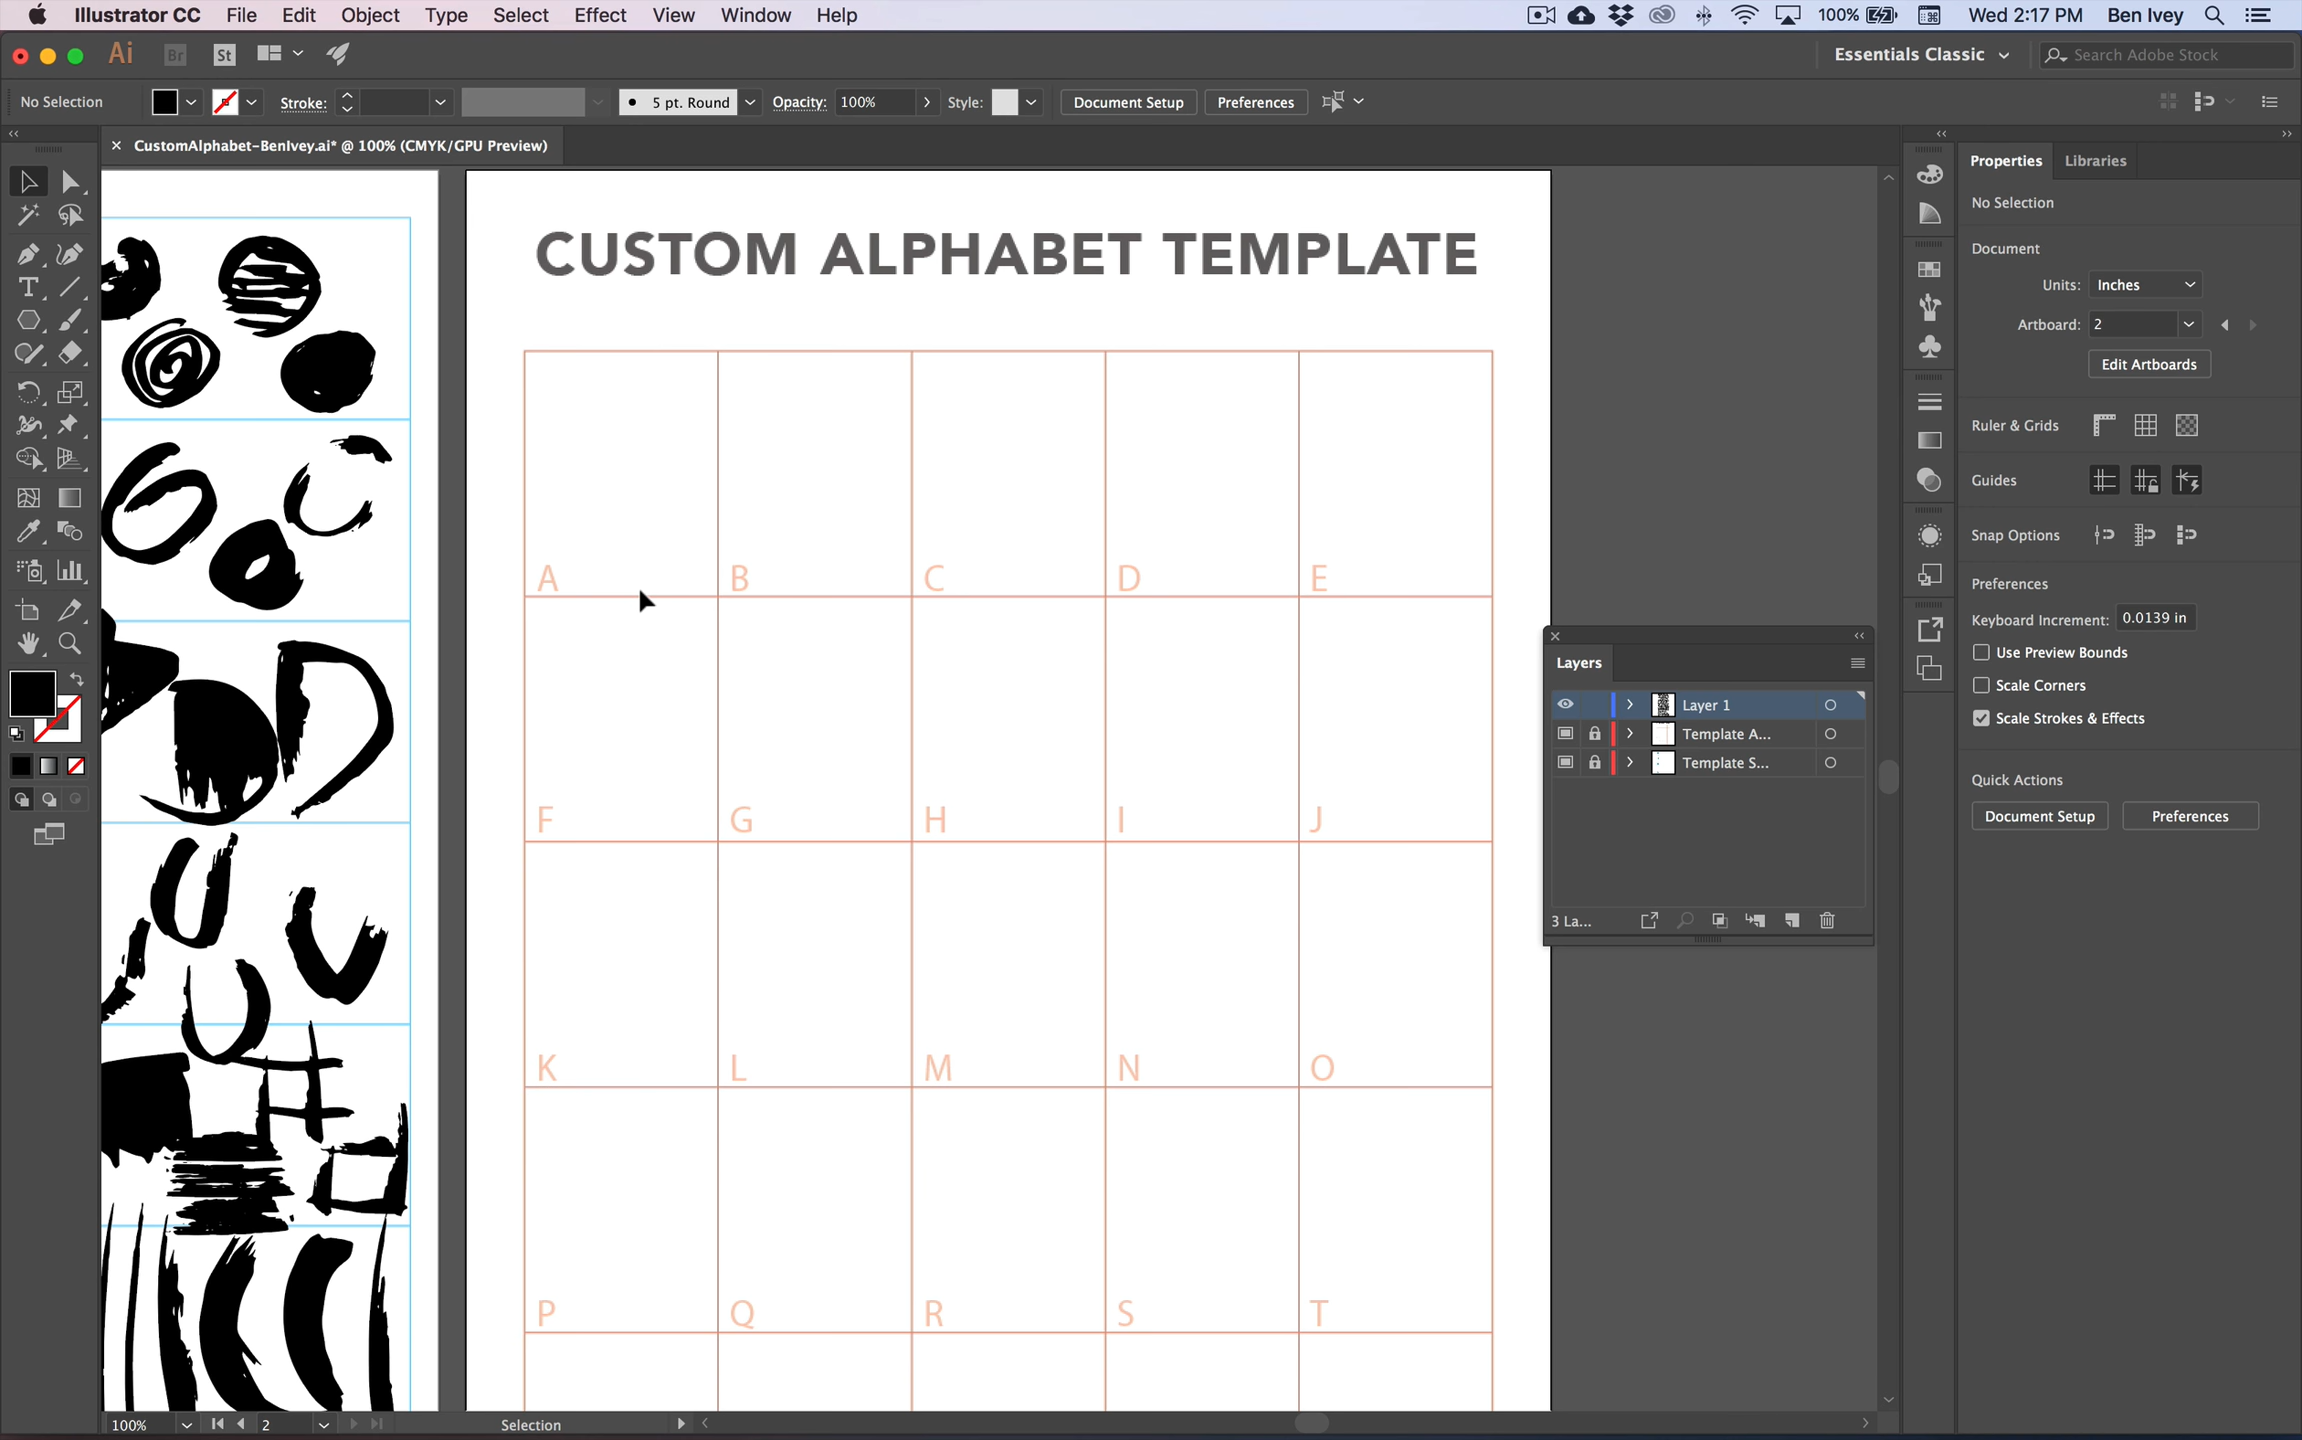 Illustrator CC File Edit Object Type Select Effect View Window Help 100% Wed 2:17 PM Ben Ivey
Ai Br St Essentials Classic Search Adobe Stock
No Selection Stroke: 5 pt. Round Opacity: 100% Style: Document Setup Preferences
× CustomAlphabet-BenIvey.ai* @ 100% (CMYK/GPU Preview)
CUSTOM ALPHABET TEMPLATE
A B C D E
F G H I J
K L M N O
P Q R S T
Layers
Layer 1
Template A...
Template S...
3 La...
Properties Libraries
No Selection
Document
Units: Inches
Artboard: 2
Edit Artboards
Ruler & Grids
Guides
Snap Options
Preferences
Keyboard Increment: 0.0139 in
Use Preview Bounds
Scale Corners
Scale Strokes & Effects
Quick Actions
Document Setup Preferences
100% 2 Selection